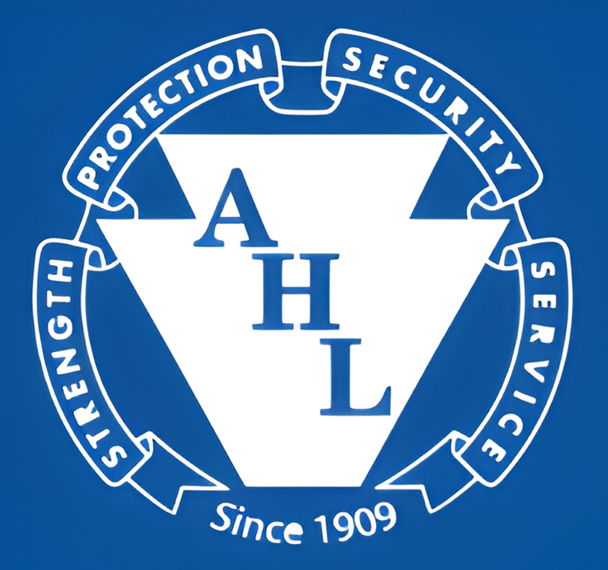 STRENGTH
PROTECTION
SECURITY
SERVICE
A
H
L
Since 1909